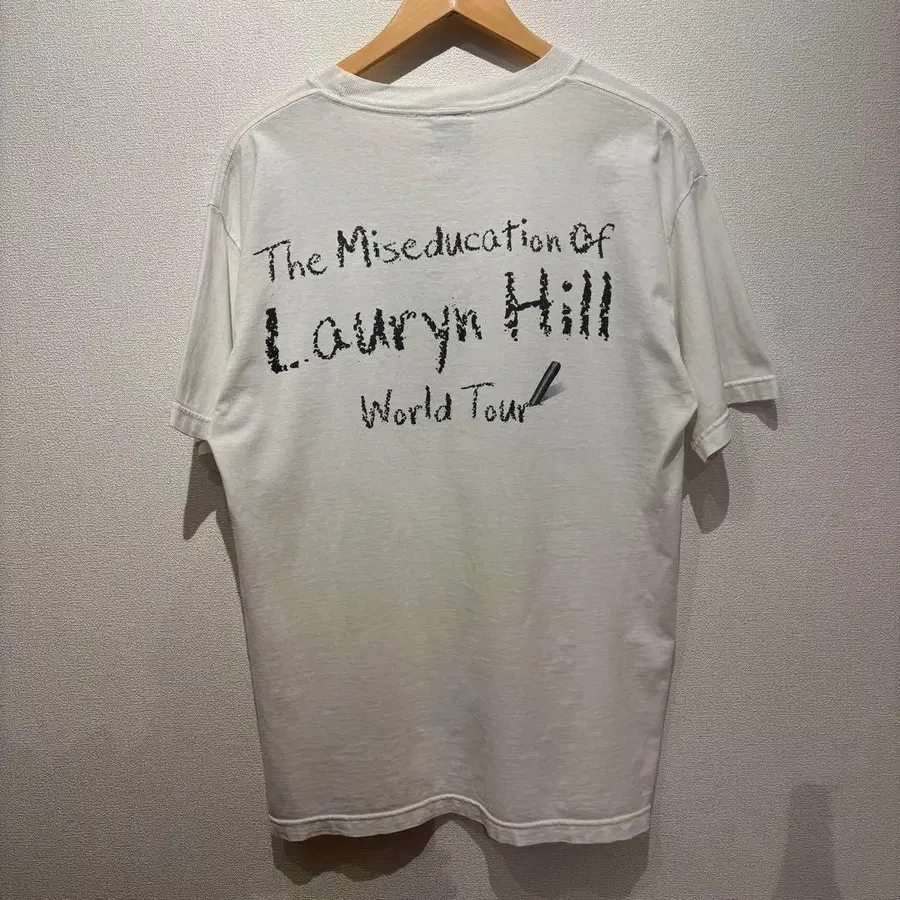 The Miseducation Of
Lauryn Hill
World Tour